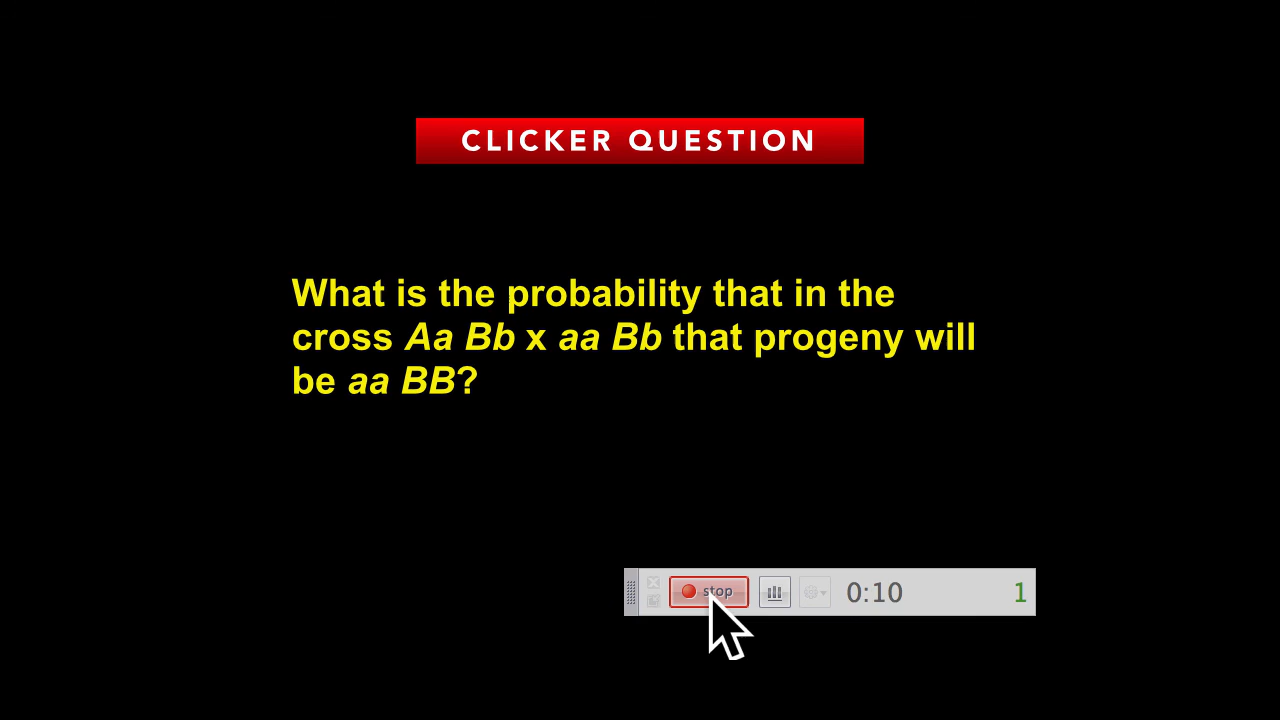 CLICKER QUESTION
What is the probability that in the
cross Aa Bb x aa Bb that progeny will
be aa BB?
stop 0:10 1